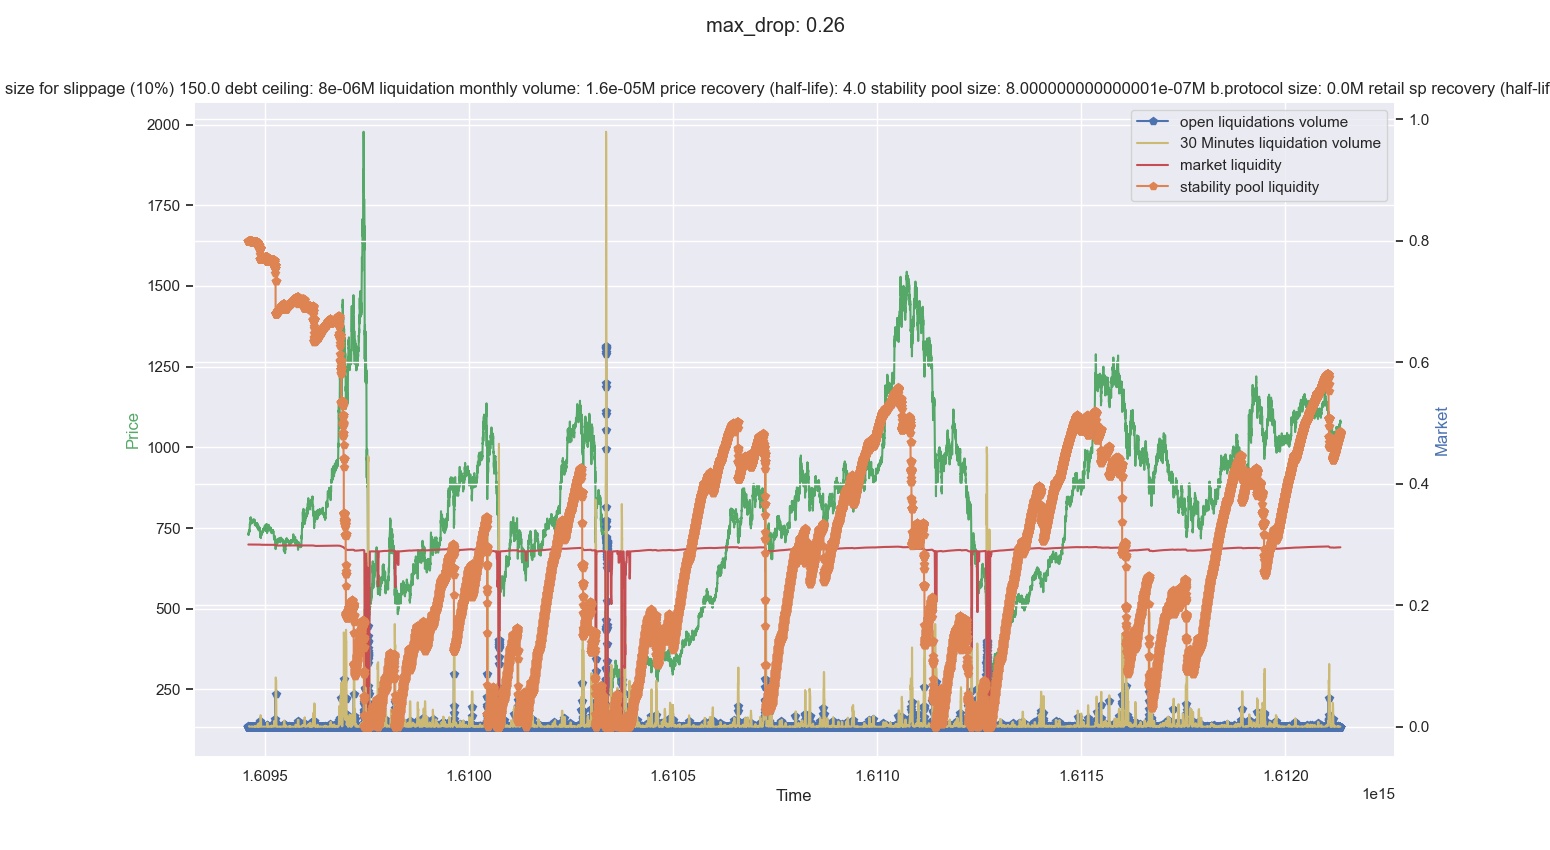 max_drop: 0.26
size for slippage (10%) 150.0 debt ceiling: 8e-06M liquidation monthly volume: 1.6e-05M price recovery (half-life): 4.0 stability pool size: 8.000000000000001e-07M b.protocol size: 0.0M retail sp recovery (half-lif
open liquidations volume
30 Minutes liquidation volume
market liquidity
stability pool liquidity
2000
1750
1500
1250
1000
750
500
250
Price
1.0
0.8
0.6
0.4
0.2
0.0
Market
1.6095 1.6100 1.6105 1.6110 1.6115 1.6120
Time
1e15